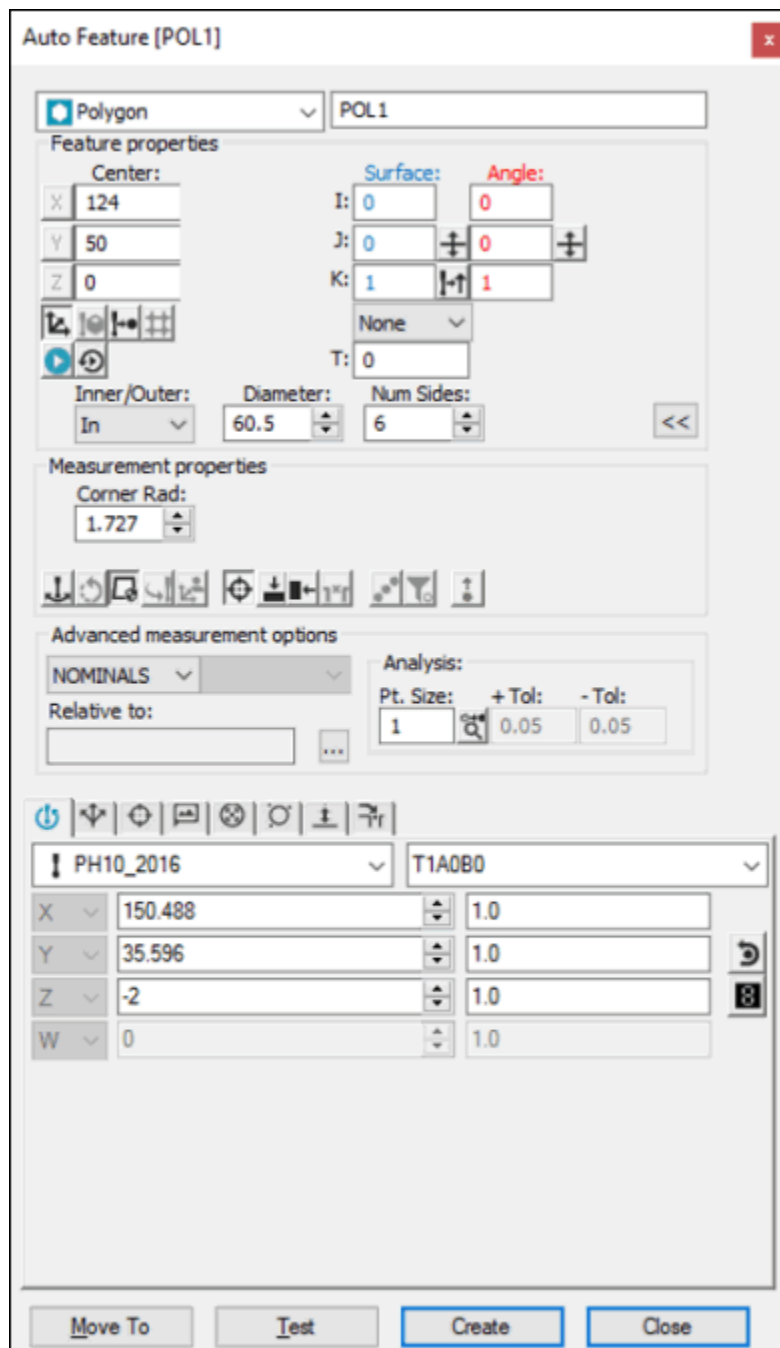 Auto Feature [POL1]
x
Polygon POL1
Feature properties
Center: Surface: Angle:
X 124 I: 0 0
Y 50 J: 0 0
Z 0 K: 1 1
None
T: 0
Inner/Outer: Diameter: Num Sides:
In 60.5 6 <<
Measurement properties
Corner Rad:
1.727
Advanced measurement options
NOMINALS
Analysis:
Relative to:
Pt. Size: + Tol: - Tol:
1 0.05 0.05
...
PH10_2016 T1A0B0
X 150.488 1.0
Y 35.596 1.0
Z -2 1.0
8
W 0 1.0
Move To Test Create Close